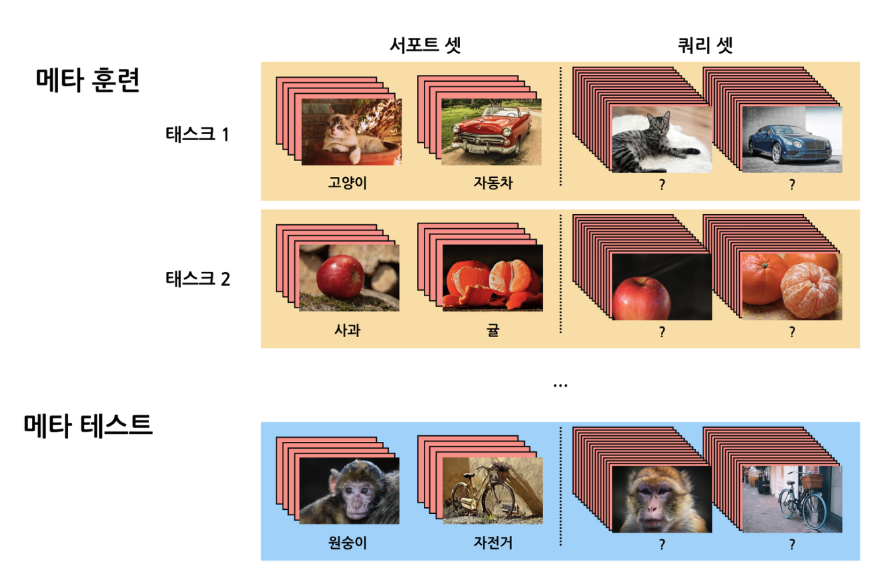 서포트 셋
쿼리 셋
메타 훈련
태스크 1
고양이
자동차
?
?
태스크 2
사과
귤
?
?
...
메타 테스트
원숭이
자전거
?
?